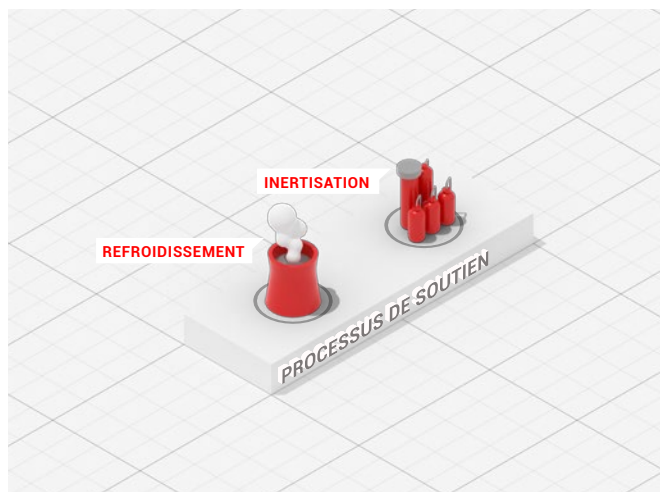 INERTISATION
REFROIDISSEMENT
PROCESSUS DE SOUTIEN